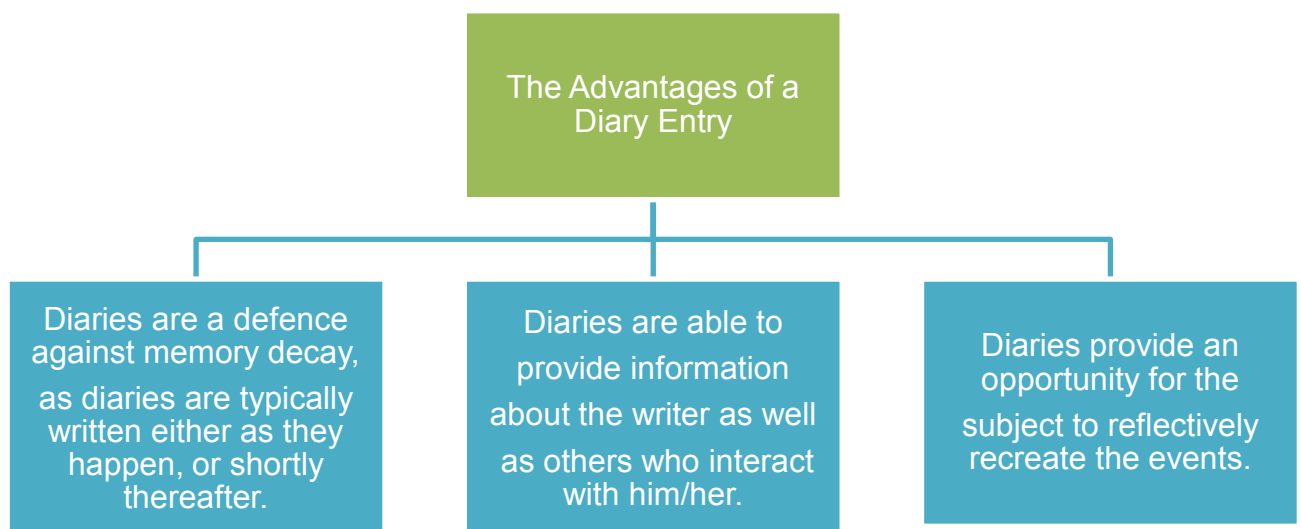 The Advantages of a
Diary Entry
Diaries are a defence
against memory decay,
as diaries are typically
written either as they
happen, or shortly
thereafter.
Diaries are able to
provide information
about the writer as well
as others who interact
with him/her.
Diaries provide an
opportunity for the
subject to reflectively
recreate the events.